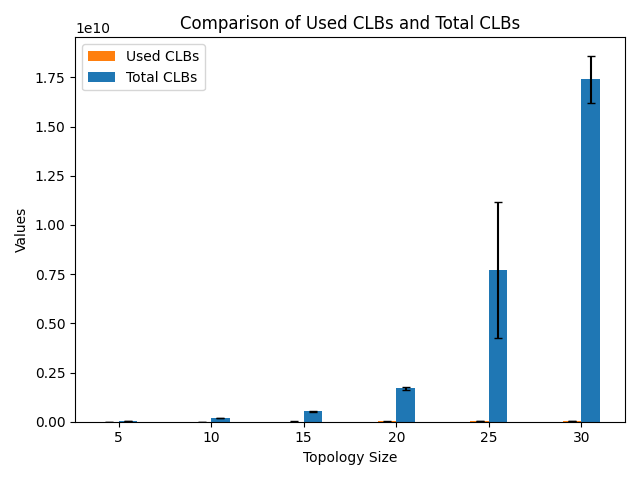 Comparison of Used CLBs and Total CLBs
1e10
Used CLBs
Total CLBs
1.75
1.50
1.25
1.00
0.75
0.50
0.25
0.00
Values
5 10 15 20 25 30
Topology Size